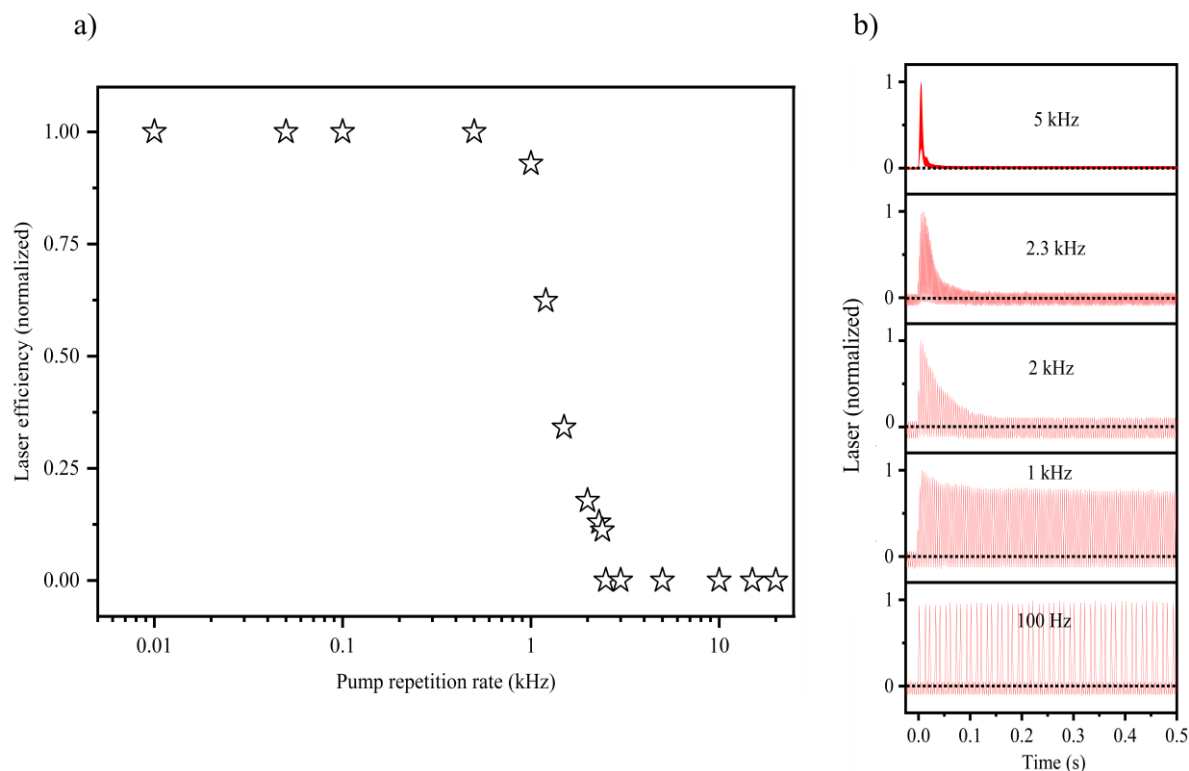 a)
Laser efficiency (normalized)
1.00
0.75
0.50
0.25
0.00
0.01
0.1
1
10
Pump repetition rate (kHz)
b)
Laser (normalized)
1
0
5 kHz
1
0
2.3 kHz
1
0
2 kHz
1
0
1 kHz
1
0
100 Hz
0.0
0.1
0.2
0.3
0.4
0.5
Time (s)